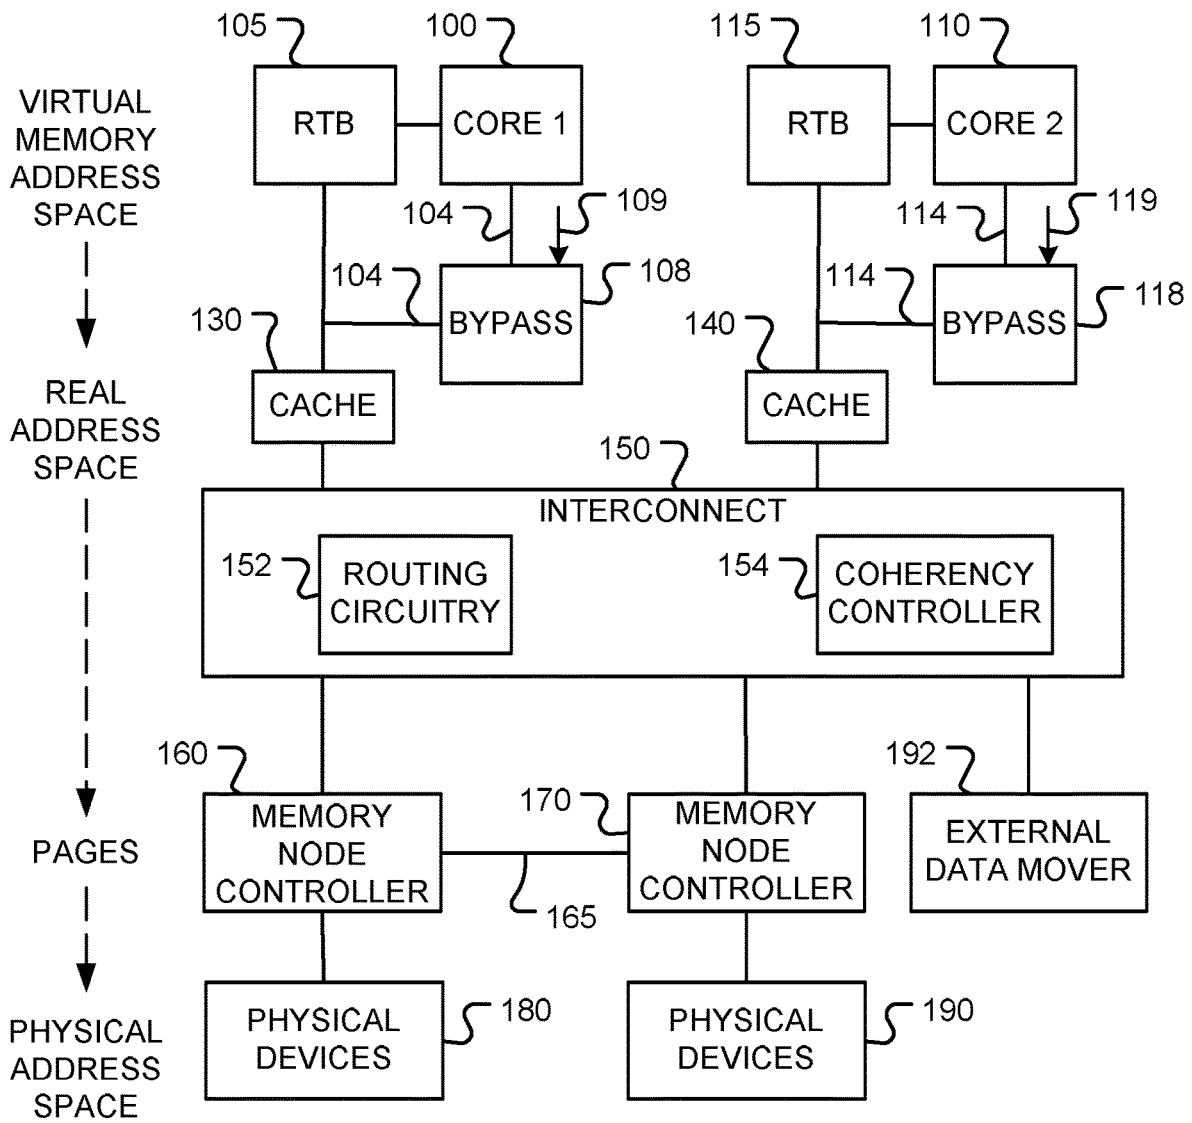 105
100
115
110
VIRTUAL
MEMORY
ADDRESS
SPACE
RTB
CORE 1
RTB
CORE 2
104
109
114
119
104
108
114
118
BYPASS
BYPASS
130
140
REAL
ADDRESS
SPACE
CACHE
CACHE
150
INTERCONNECT
152
ROUTING
CIRCUITRY
154
COHERENCY
CONTROLLER
160
170
192
PAGES
MEMORY
NODE
CONTROLLER
MEMORY
NODE
CONTROLLER
EXTERNAL
DATA MOVER
165
PHYSICAL
ADDRESS
SPACE
PHYSICAL
DEVICES
180
PHYSICAL
DEVICES
190